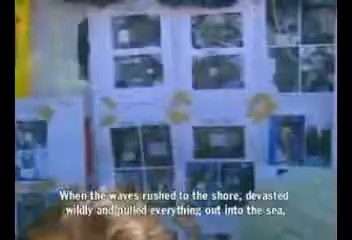 When the waves rushed to the shore, devasted
wildly and pulled everything out into the sea,